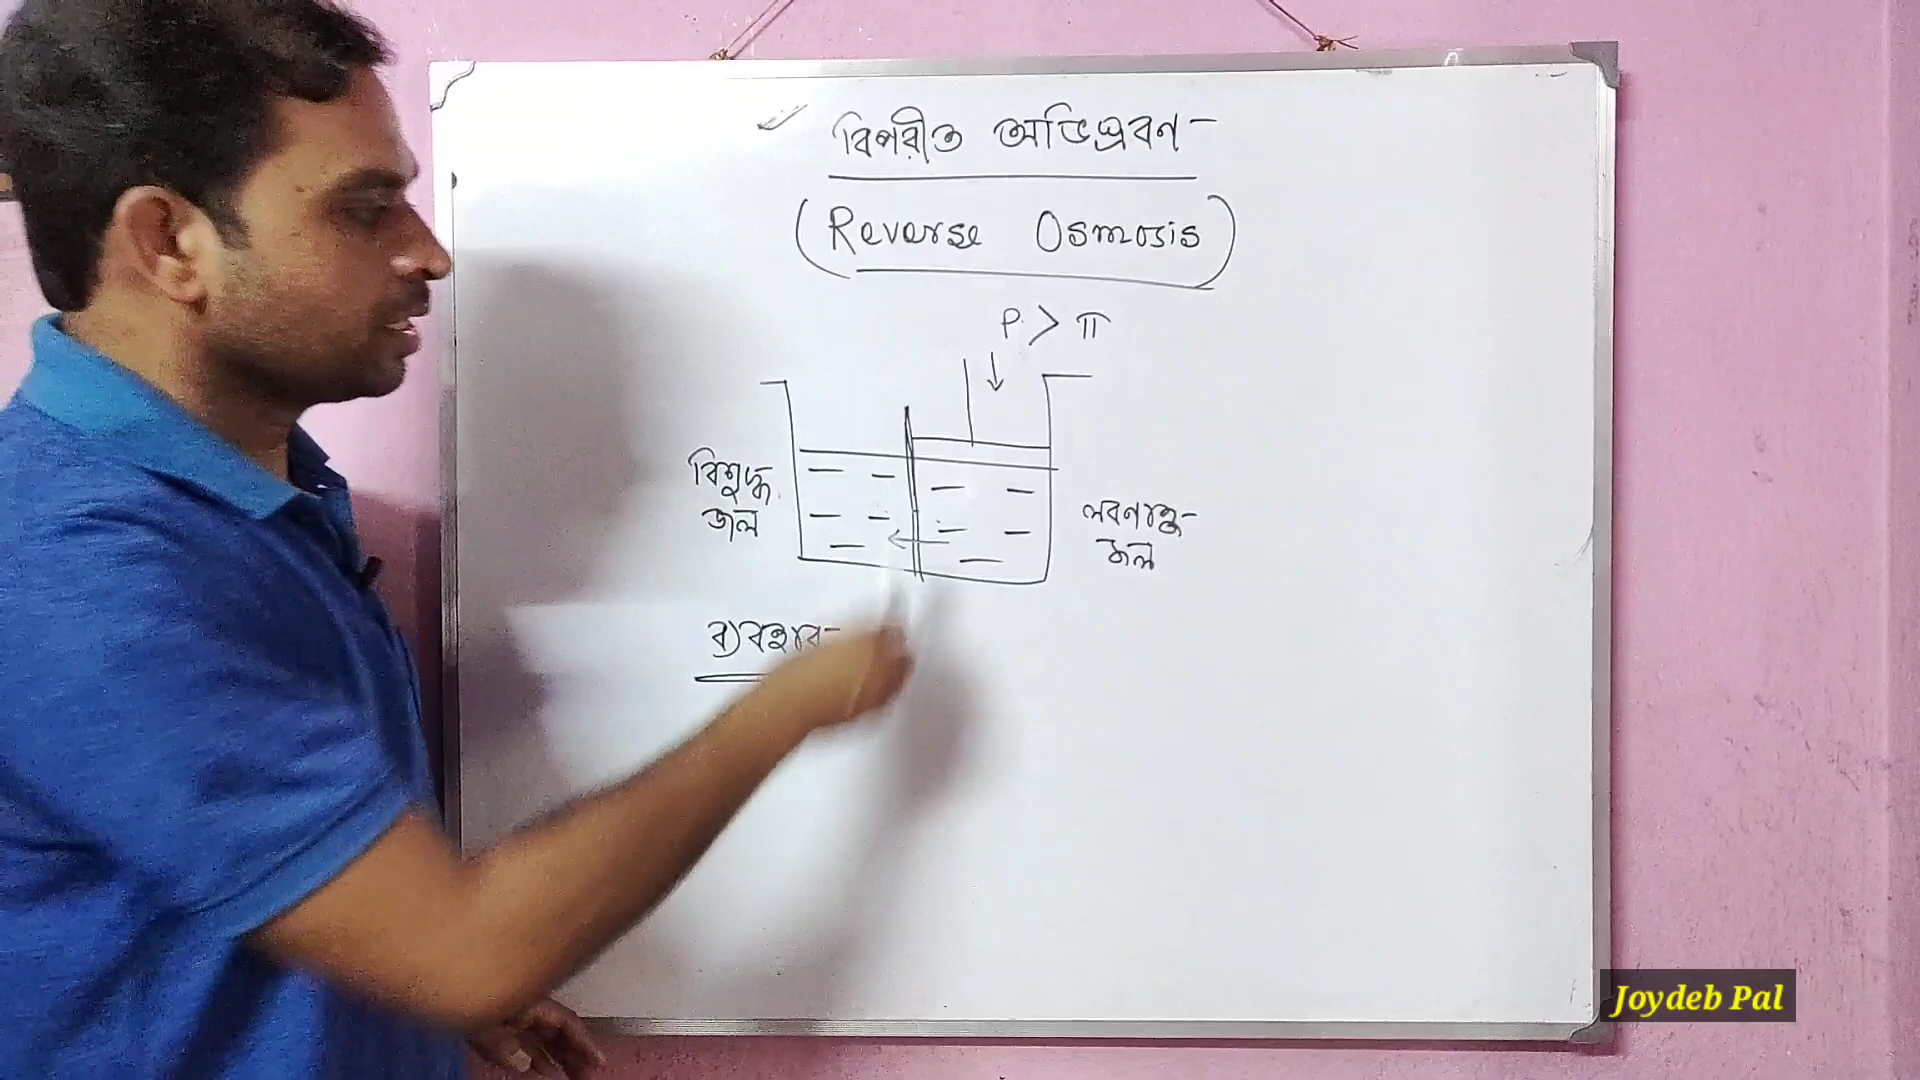 বিপরীত অভিস্রবণ-
(Reverse Osmosis)
P > π
বিশুদ্ধ
জল
লবণাক্ত-
জল
ব্যবহার-
Joydeb Pal